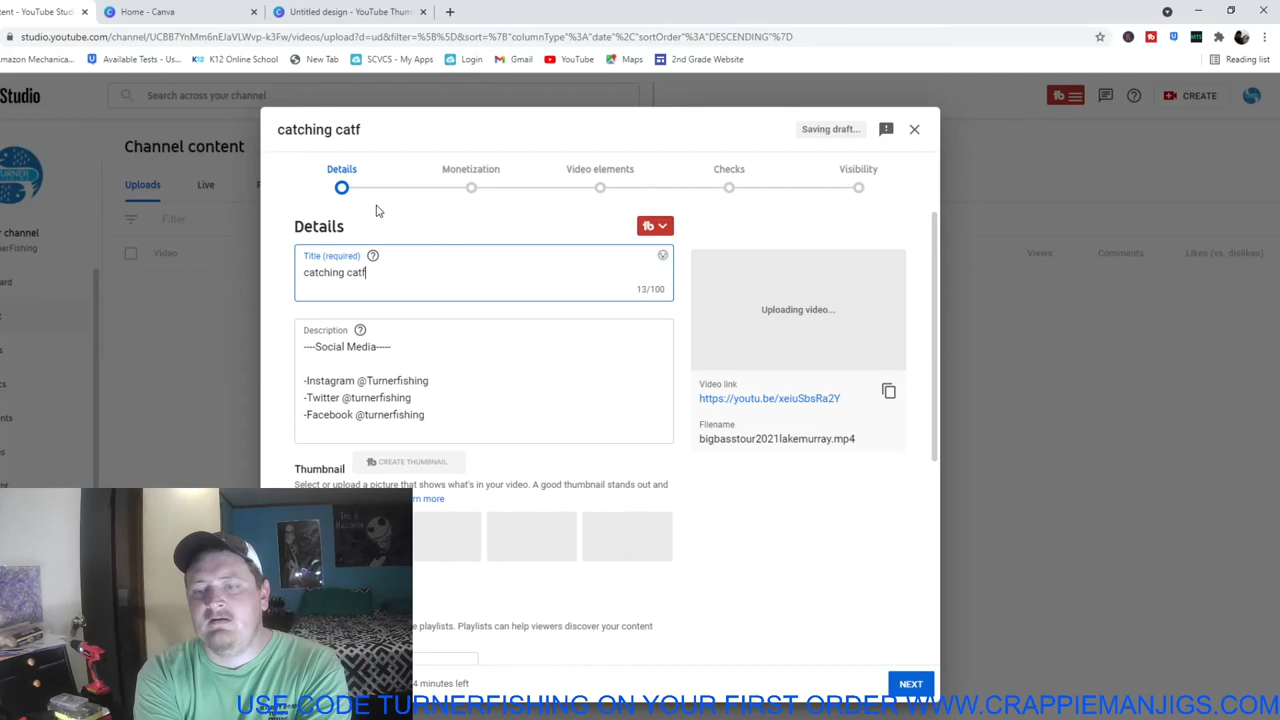 ntent - YouTube Stu
Home - Canva
Untitled design - YouTube Thum
studio.youtube.com/channel/UCBB7YnMm6nEJaVLWvp-k3Fw/videos/upload?d=ud&filter=%5B%5D&sort=%7B"columnType"%3A"date"%2C"sortOrder"%3A"DESCENDING"%7D
Amazon Mechanica...
Available Tests - Us...
K12 Online School
New Tab
SCVCS - My Apps
Login
Gmail
YouTube
Maps
2nd Grade Website
Reading list
Studio
Search across your channel
CREATE
Channel content
Uploads
Live
Filter
Video
Views
Comments
Likes (vs. dislikes)
TURNER
r channel
erFishing
catching catf
Saving draft...
Details
Monetization
Video elements
Checks
Visibility
Details
Title (required)
catching catf
13/100
Description
----Social Media-----
-Instagram @Turnerfishing
-Twitter @turnerfishing
-Facebook @turnerfishing
Uploading video...
Video link
https://youtu.be/xeiuSbsRa2Y
Filename
bigbasstour2021lakemurray.mp4
Thumbnail
CREATE THUMBNAIL
Select or upload a picture that shows what's in your video. A good thumbnail stands out and
rn more
e playlists. Playlists can help viewers discover your content
4 minutes left
NEXT
USE CODE TURNERFISHING ON YOUR FIRST ORDER WWW.CRAPPIEMANJIGS.COM